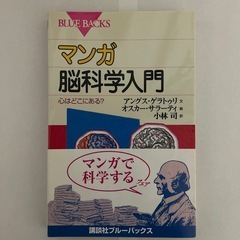 BLUE BACKS
マンガ
脳科学入門
心はどこにある?
アングス・ゲラトゥリ 文
オスカー・サラーティ 画
小林 司 訳
マンガで
科学する
講談社ブルーバックス